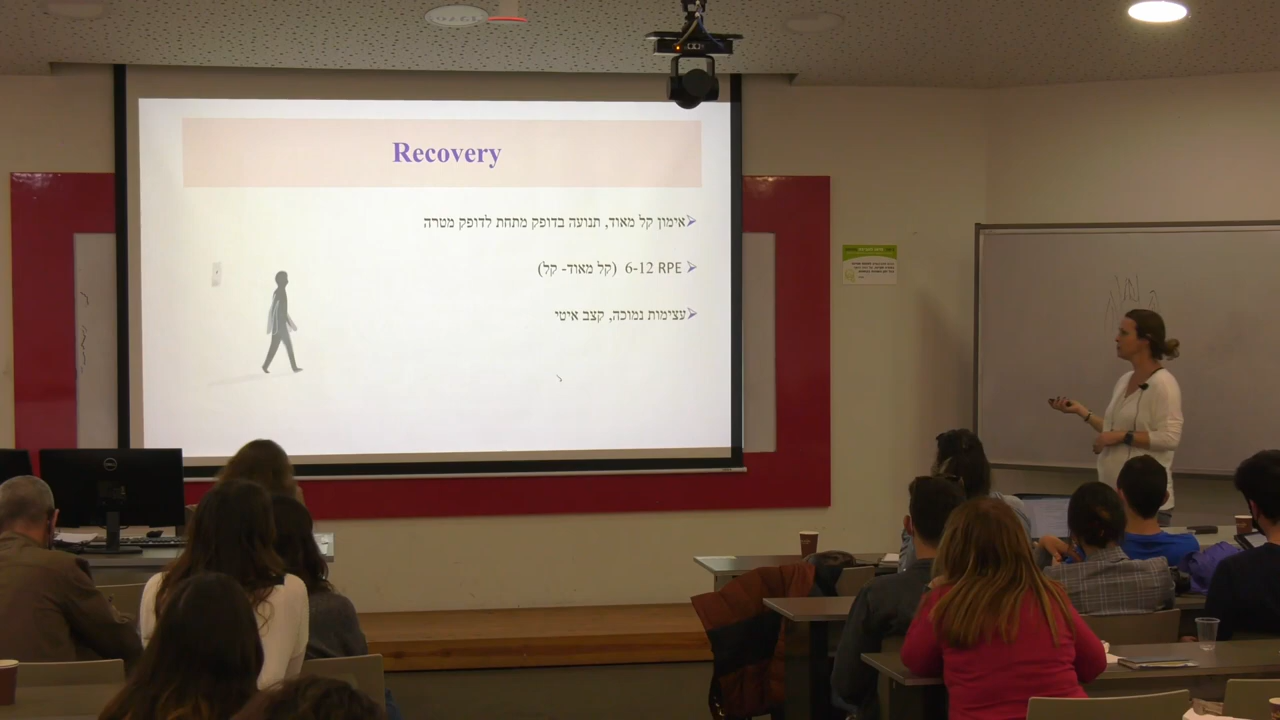 Recovery
אימון קל מאוד, תנועה בדופק מתחת לדופק מטרה
6-12 RPE (קל מאוד- קל)
עצימות נמוכה, קצב איטי
DELL